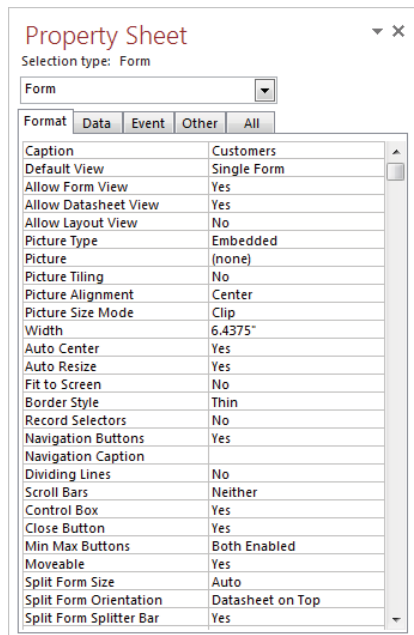 Property Sheet
Selection type: Form
Form
Format Data Event Other All
Caption Customers
Default View Single Form
Allow Form View Yes
Allow Datasheet View Yes
Allow Layout View No
Picture Type Embedded
Picture (none)
Picture Tiling No
Picture Alignment Center
Picture Size Mode Clip
Width 6.4375"
Auto Center Yes
Auto Resize Yes
Fit to Screen No
Border Style Thin
Record Selectors No
Navigation Buttons Yes
Navigation Caption
Dividing Lines No
Scroll Bars Neither
Control Box Yes
Close Button Yes
Min Max Buttons Both Enabled
Moveable Yes
Split Form Size Auto
Split Form Orientation Datasheet on Top
Split Form Splitter Bar Yes